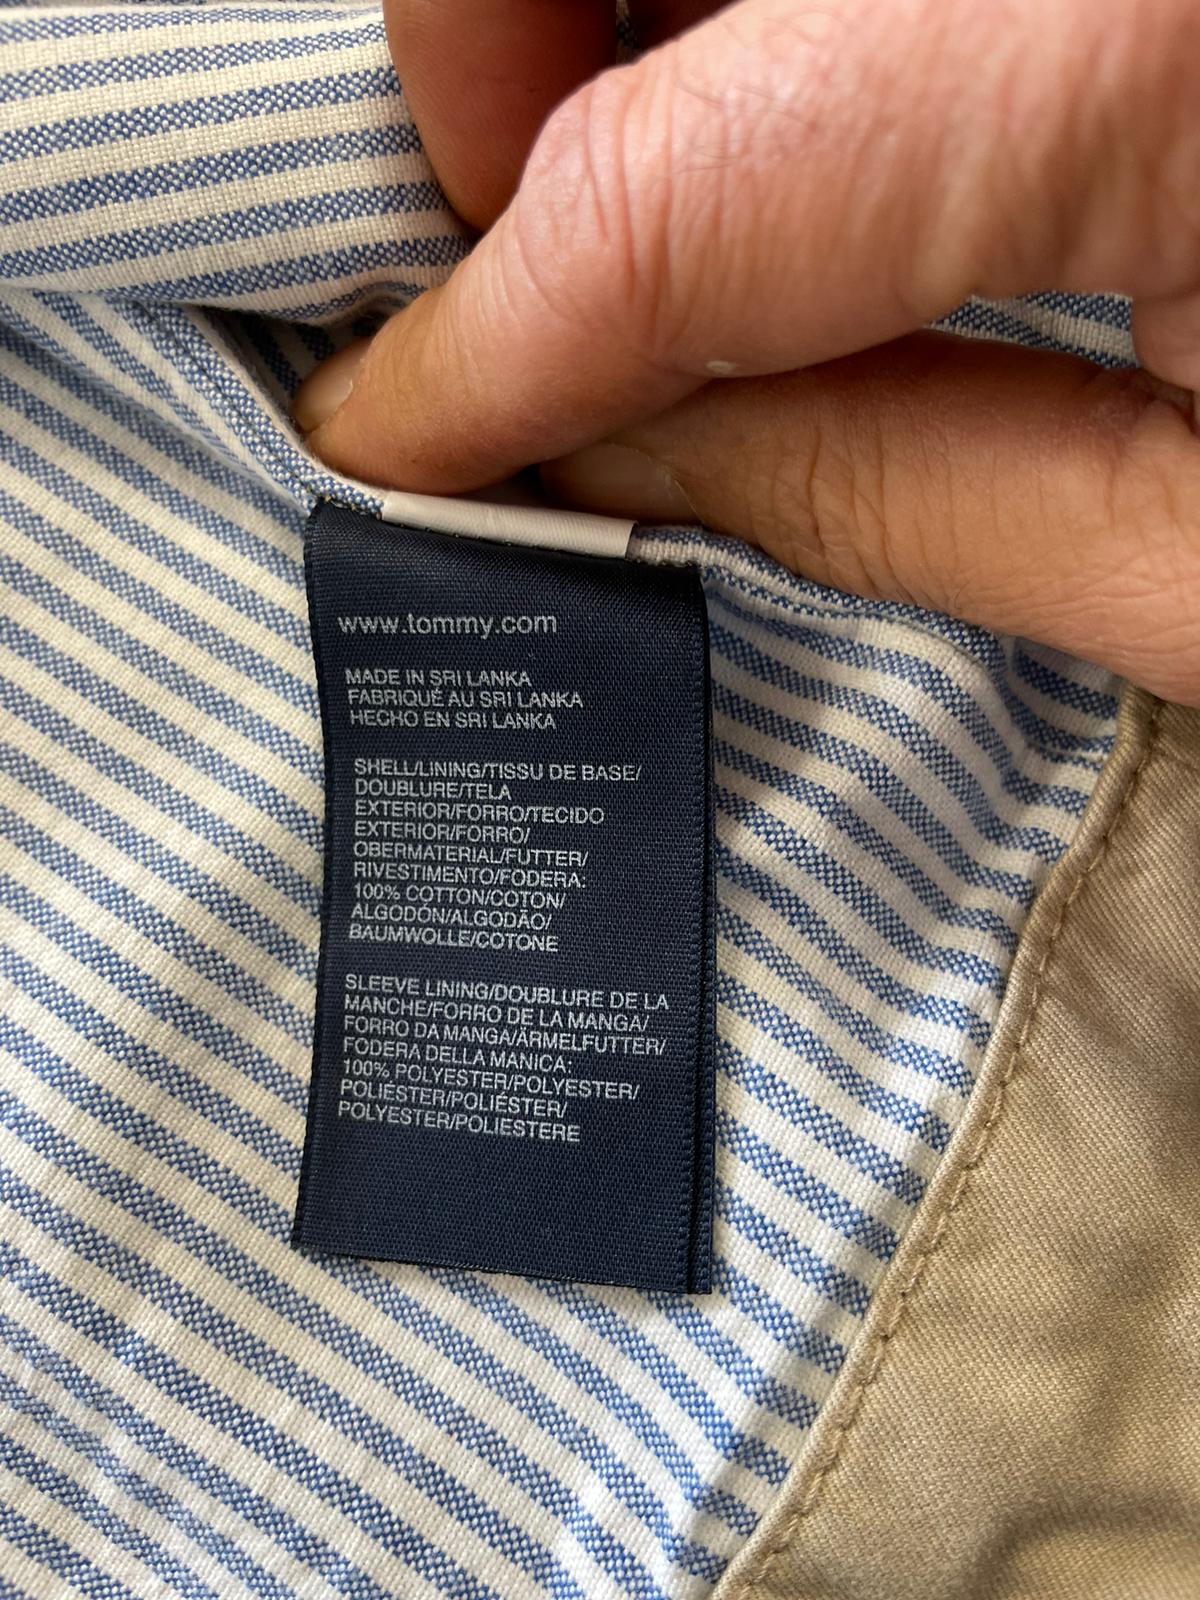 www.tommy.com
MADE IN SRI LANKA
FABRIQUÉ AU SRI LANKA
HECHO EN SRI LANKA
SHELL/LINING/TISSU DE BASE/
DOUBLURE/TELA
EXTERIOR/FORRO/TECIDO
EXTERIOR/FORRO/
OBERMATERIAL/FUTTER/
RIVESTIMENTO/FODERA:
100% COTTON/COTON/
ALGODÓN/ALGODÃO/
BAUMWOLLE/COTONE
SLEEVE LINING/DOUBLURE DE LA
MANCHE/FORRO DE LA MANGA/
FORRO DA MANGA/ÄRMELFUTTER/
FODERA DELLA MANICA:
100% POLYESTER/POLYESTER/
POLIÉSTER/POLIÉSTER/
POLYESTER/POLIESTERE